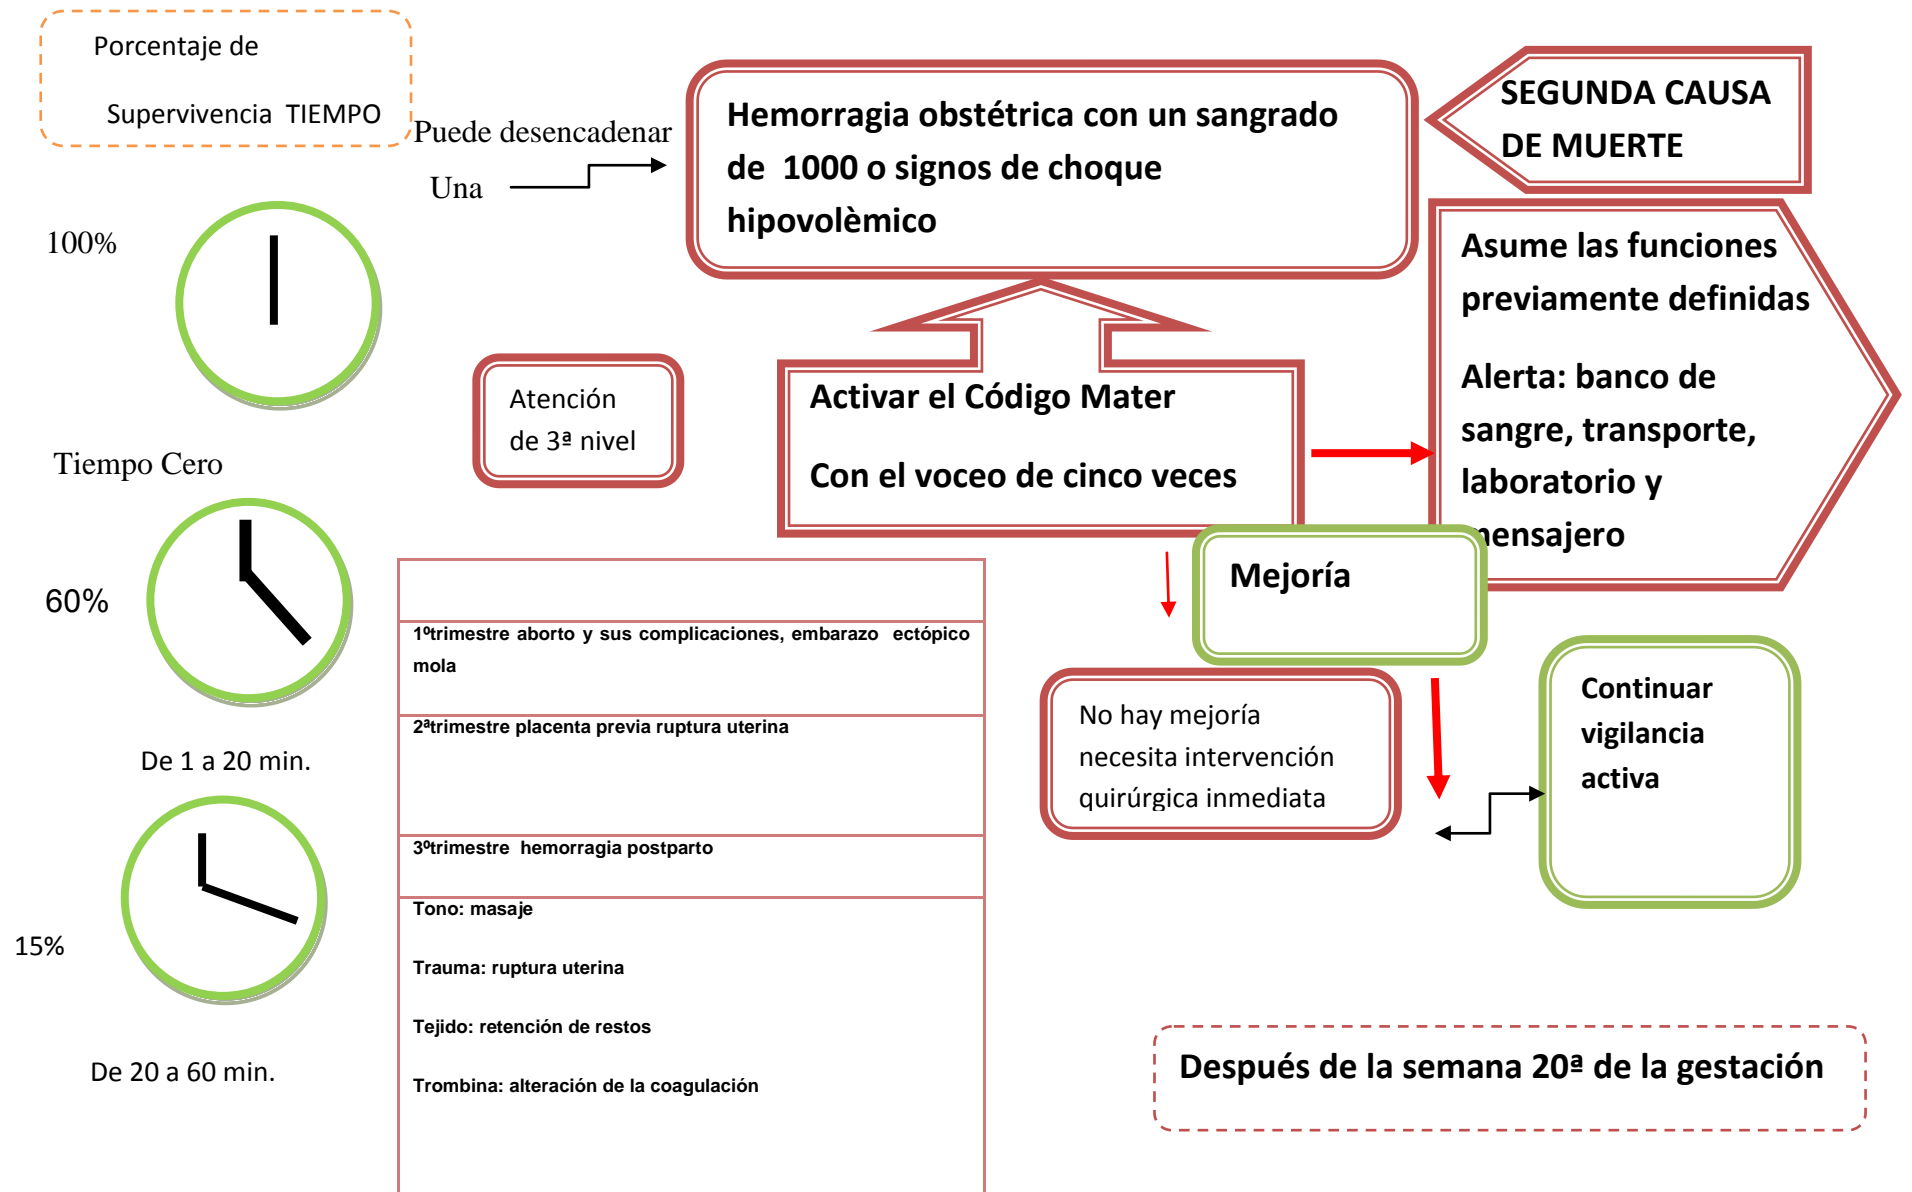 Porcentaje de
Supervivencia TIEMPO
Puede desencadenar
Una
Hemorragia obstétrica con un sangrado
de 1000 o signos de choque
hipovolèmico
SEGUNDA CAUSA
DE MUERTE
100%
Asume las funciones
previamente definidas
Alerta: banco de
sangre, transporte,
laboratorio y
mensajero
Atención
de 3ª nivel
Activar el Código Mater
Con el voceo de cinco veces
Tiempo Cero
60%
De 1 a 20 min.
15%
De 20 a 60 min.
1ºtrimestre aborto y sus complicaciones, embarazo ectópico
mola
2ªtrimestre placenta previa ruptura uterina
3ºtrimestre hemorragia postparto
Tono: masaje
Trauma: ruptura uterina
Tejido: retención de restos
Trombina: alteración de la coagulación
Mejoría
No hay mejoría
necesita intervención
quirúrgica inmediata
Continuar
vigilancia
activa
Después de la semana 20ª de la gestación